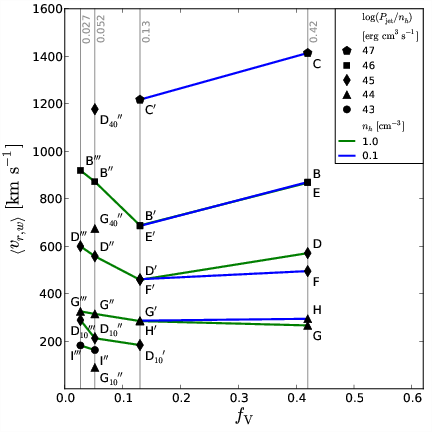 1600
1400
1200
1000
800
600
400
200
⟨v_{r,w}⟩ [km s⁻¹]
0.0 0.1 0.2 0.3 0.4 0.5 0.6
f_V
0.027
0.052
0.13
0.42
log(P_jet/n_h)
[erg cm³ s⁻¹]
47
46
45
44
43
n_h [cm⁻³]
1.0
0.1
C
C′
D₄₀″
B‴
B″
B′
E′
B
E
G₄₀″
D‴
D″
D′
F′
D
F
G‴
G″
G′
H′
H
G
D₁₀‴
D₁₀″
D₁₀′
I‴
I″
G₁₀″